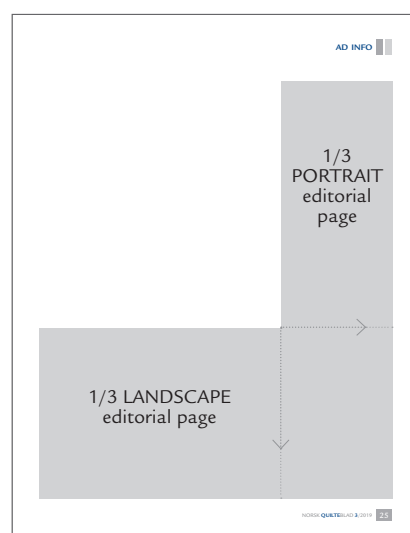 AD INFO
1/3
PORTRAIT
editorial
page
1/3 LANDSCAPE
editorial page
NORSK QUILTEBLAD 3/2019 25